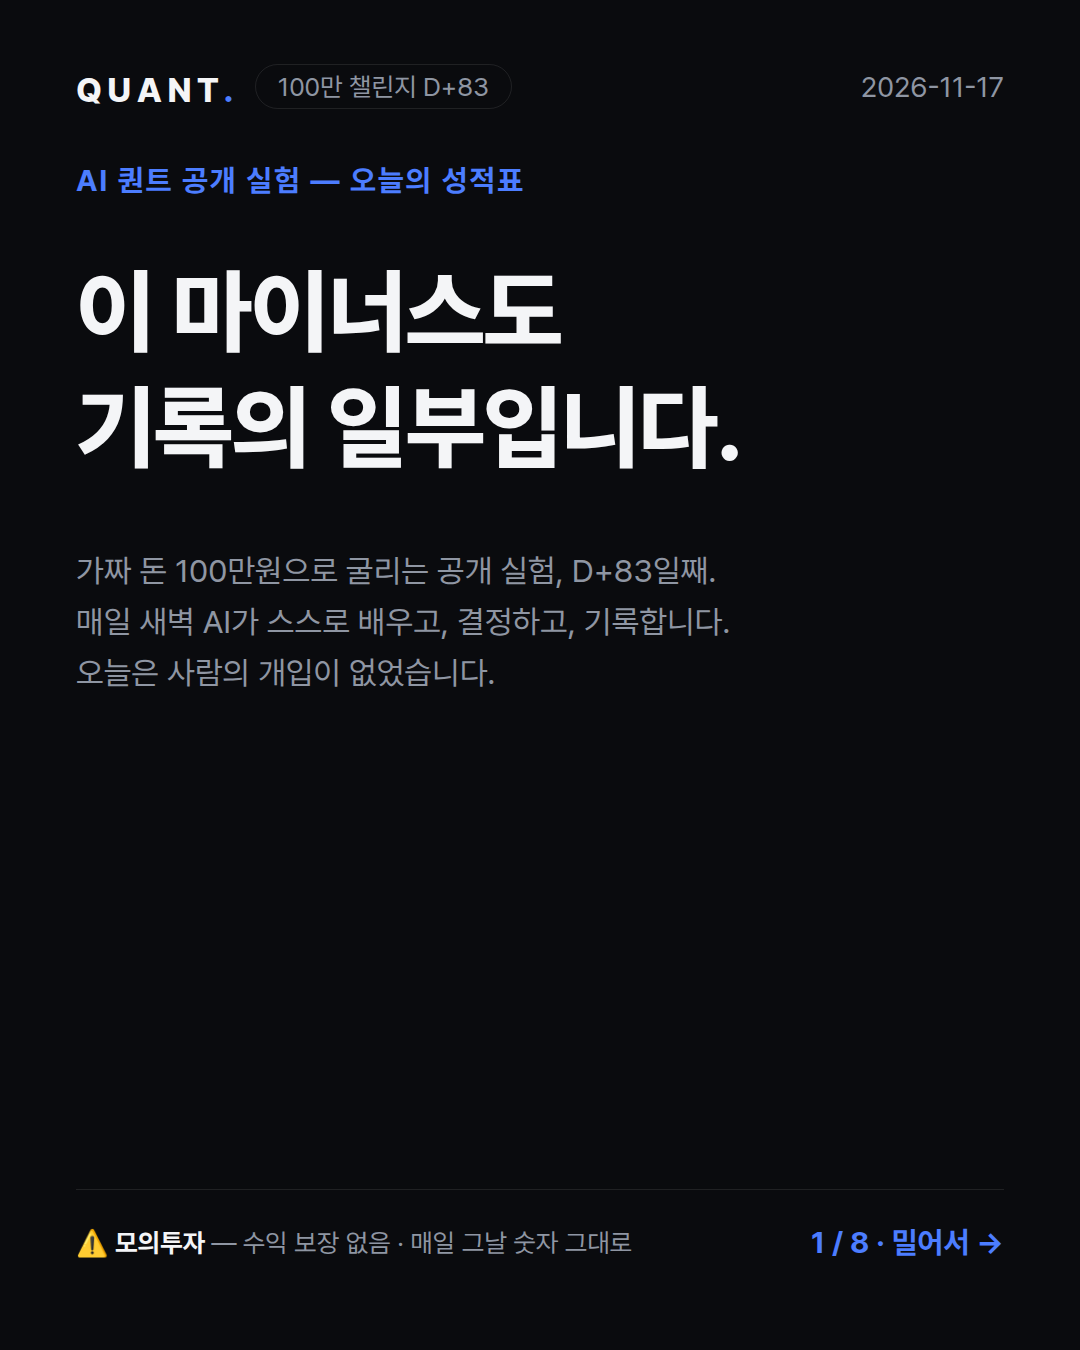 QUANT.
100만 챌린지 D+83
2026-11-17
AI 퀀트 공개 실험 — 오늘의 성적표
이 마이너스도
기록의 일부입니다.
가짜 돈 100만원으로 굴리는 공개 실험, D+83일째.
매일 새벽 AI가 스스로 배우고, 결정하고, 기록합니다.
오늘은 사람의 개입이 없었습니다.
⚠️ 모의투자 — 수익 보장 없음 · 매일 그날 숫자 그대로
1 / 8 · 밀어서 →